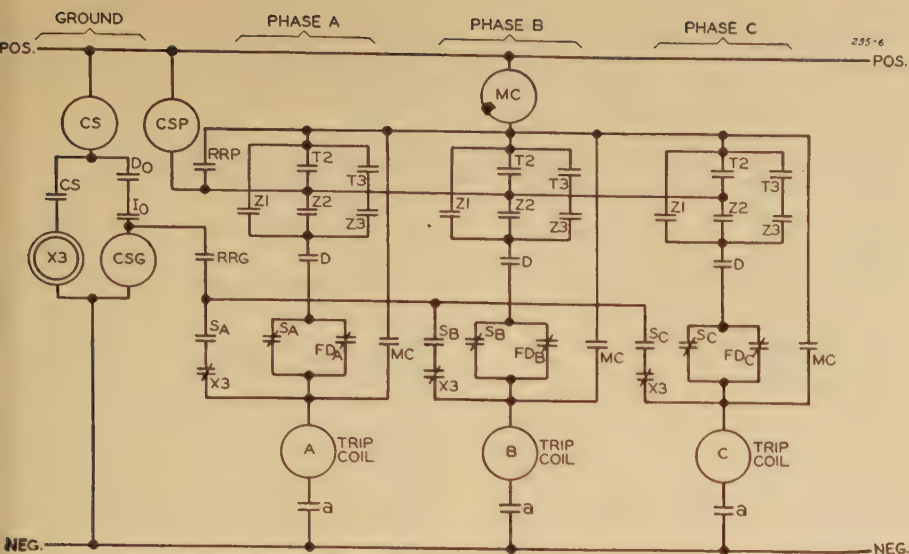 GROUND PHASE A PHASE B PHASE C
235-6
POS. POS.
CS CSP MC
RRP T2 T3 Z1 Z2 Z3
T2 T3 Z1 Z2 Z3
T2 T3 Z1 Z2 Z3
CS DO IO
X3 CSG RRG D D D
SA SA FDA MC
SB SB FDB MC
SC SC FDC MC
X3 X3 X3
A TRIP COIL
B TRIP COIL
C TRIP COIL
a a a
NEG. NEG.